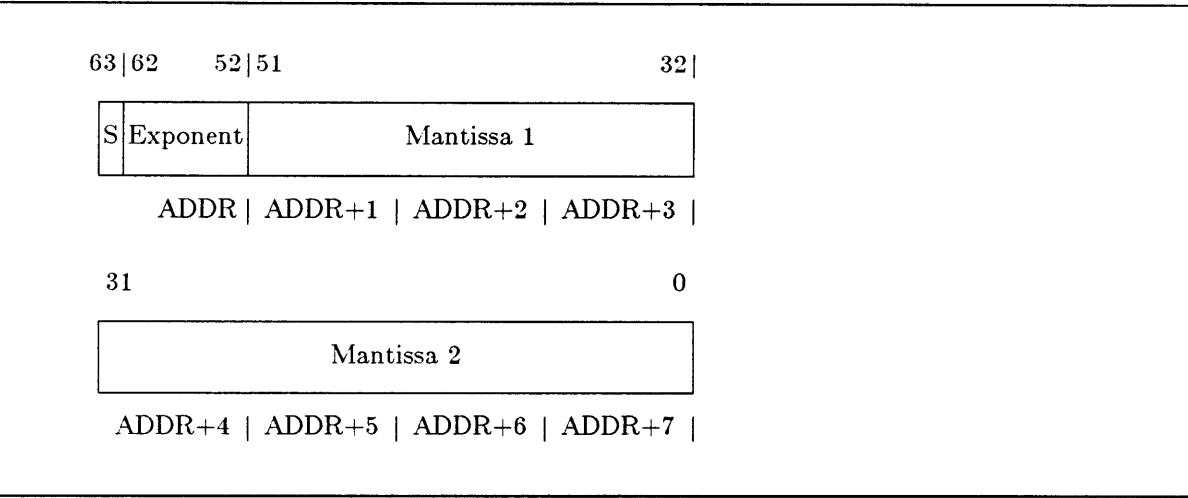 63|62 52|51 32|
S Exponent Mantissa 1
ADDR | ADDR+1 | ADDR+2 | ADDR+3 |
31 0
Mantissa 2
ADDR+4 | ADDR+5 | ADDR+6 | ADDR+7 |